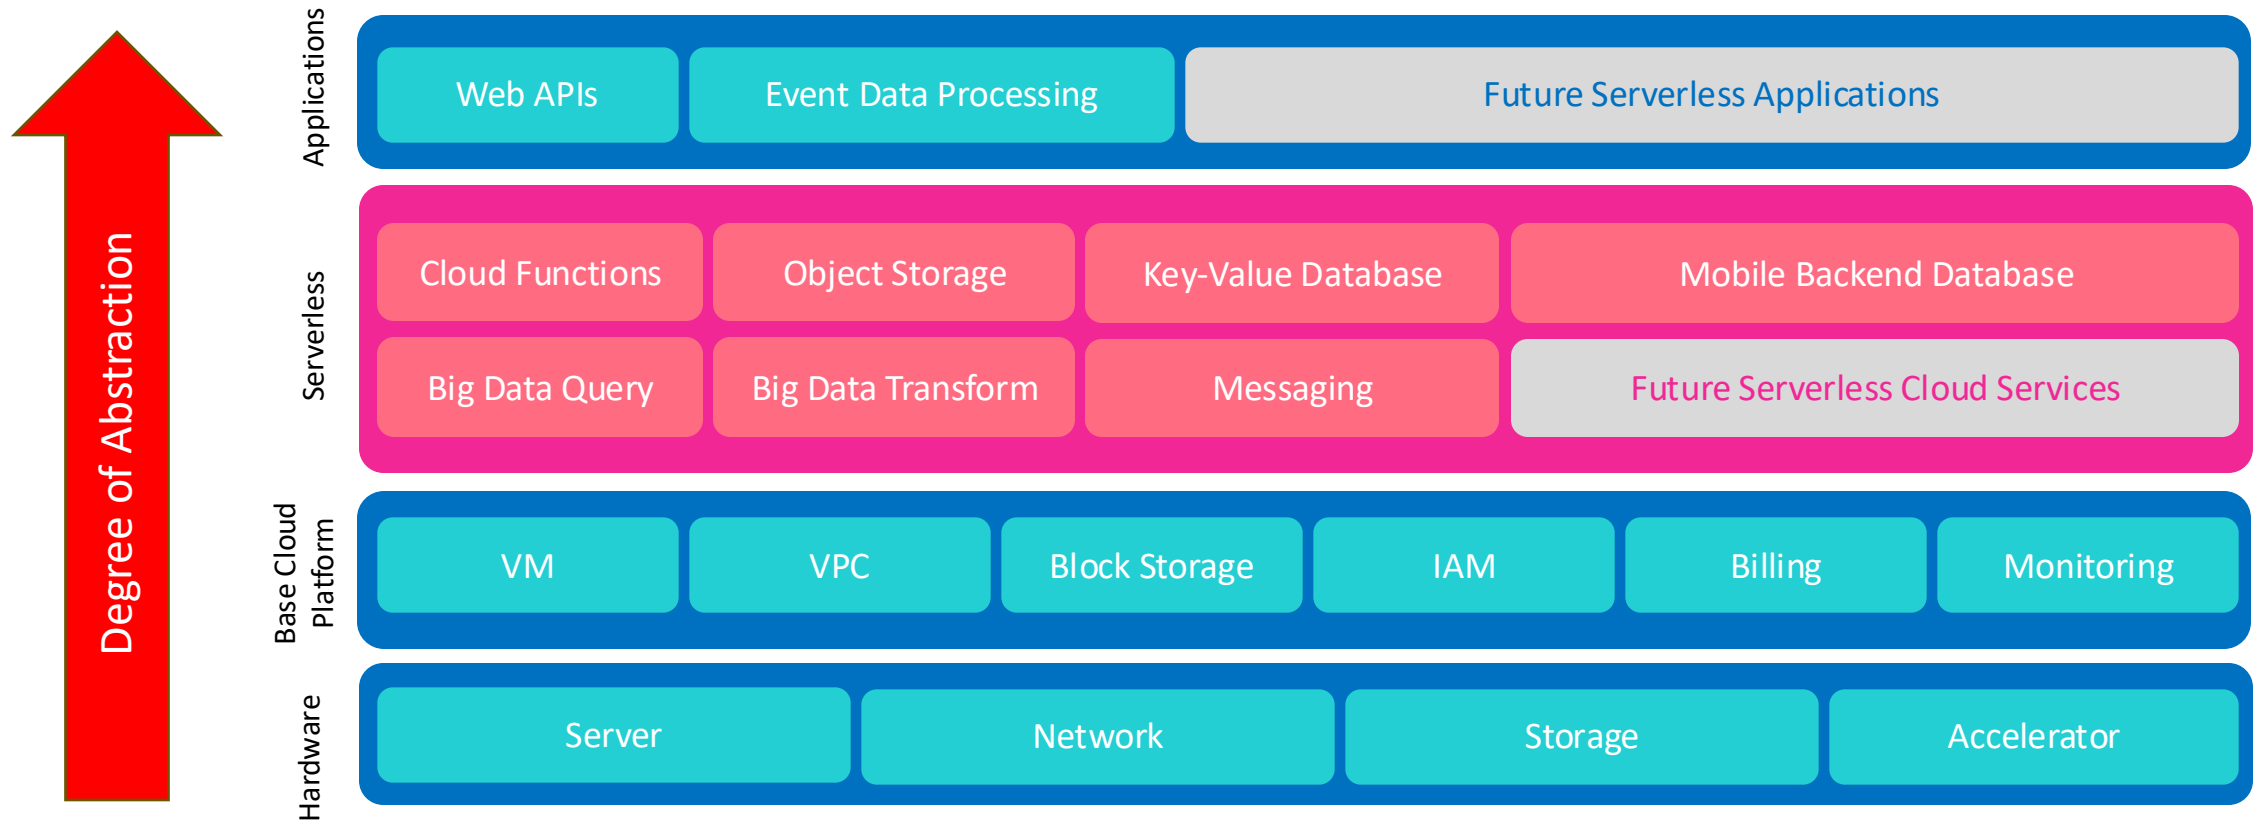 Degree of Abstraction
Applications
Web APIs
Event Data Processing
Future Serverless Applications
Serverless
Cloud Functions
Object Storage
Key-Value Database
Mobile Backend Database
Big Data Query
Big Data Transform
Messaging
Future Serverless Cloud Services
Base Cloud
Platform
VM
VPC
Block Storage
IAM
Billing
Monitoring
Hardware
Server
Network
Storage
Accelerator